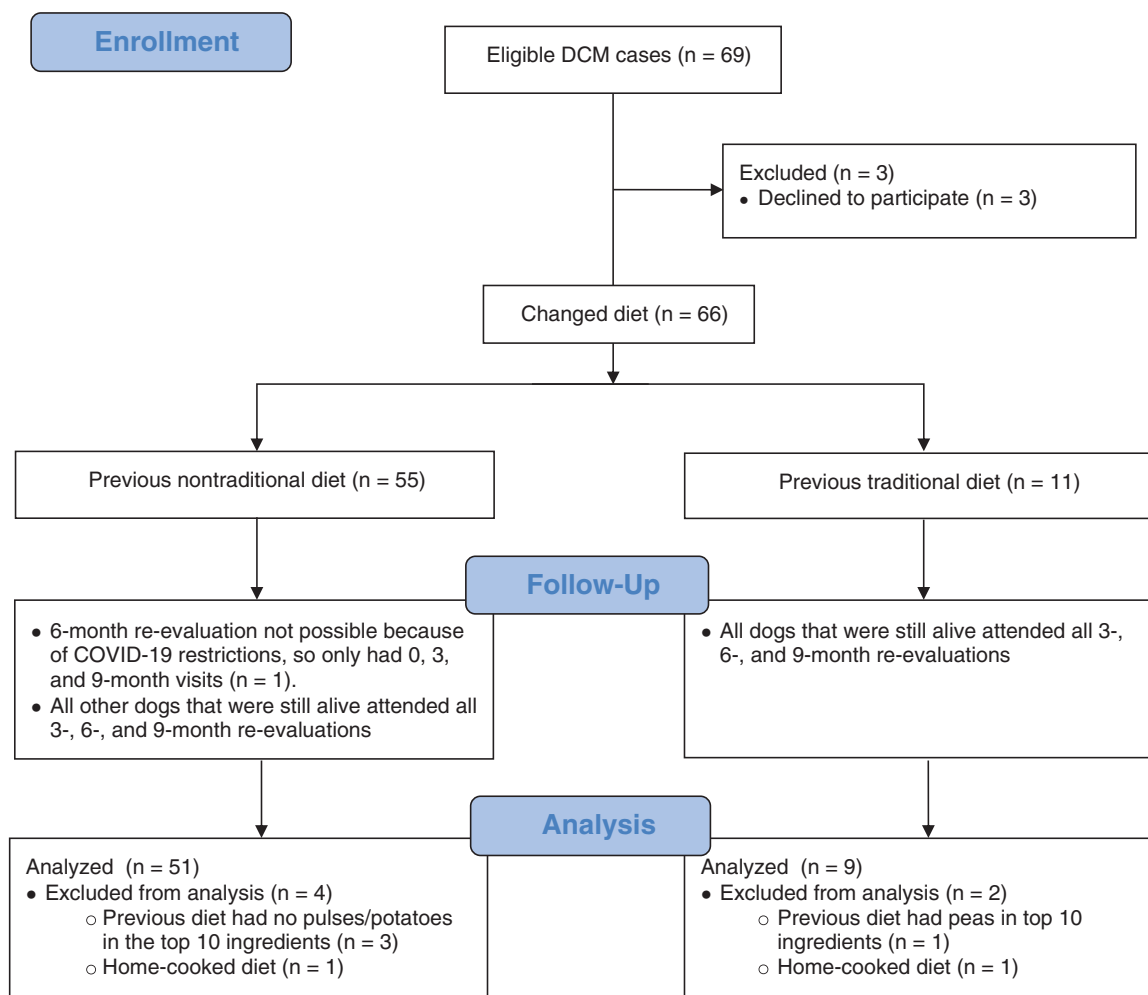 Enrollment
Eligible DCM cases (n = 69)
Excluded (n = 3)
• Declined to participate (n = 3)
Changed diet (n = 66)
Previous nontraditional diet (n = 55)
Previous traditional diet (n = 11)
Follow-Up
• 6-month re-evaluation not possible because
of COVID-19 restrictions, so only had 0, 3,
and 9-month visits (n = 1).
• All other dogs that were still alive attended all
3-, 6-, and 9-month re-evaluations
• All dogs that were still alive attended all 3-,
6-, and 9-month re-evaluations
Analysis
Analyzed (n = 51)
• Excluded from analysis (n = 4)
○ Previous diet had no pulses/potatoes
in the top 10 ingredients (n = 3)
○ Home-cooked diet (n = 1)
Analyzed (n = 9)
• Excluded from analysis (n = 2)
○ Previous diet had peas in top 10
ingredients (n = 1)
○ Home-cooked diet (n = 1)